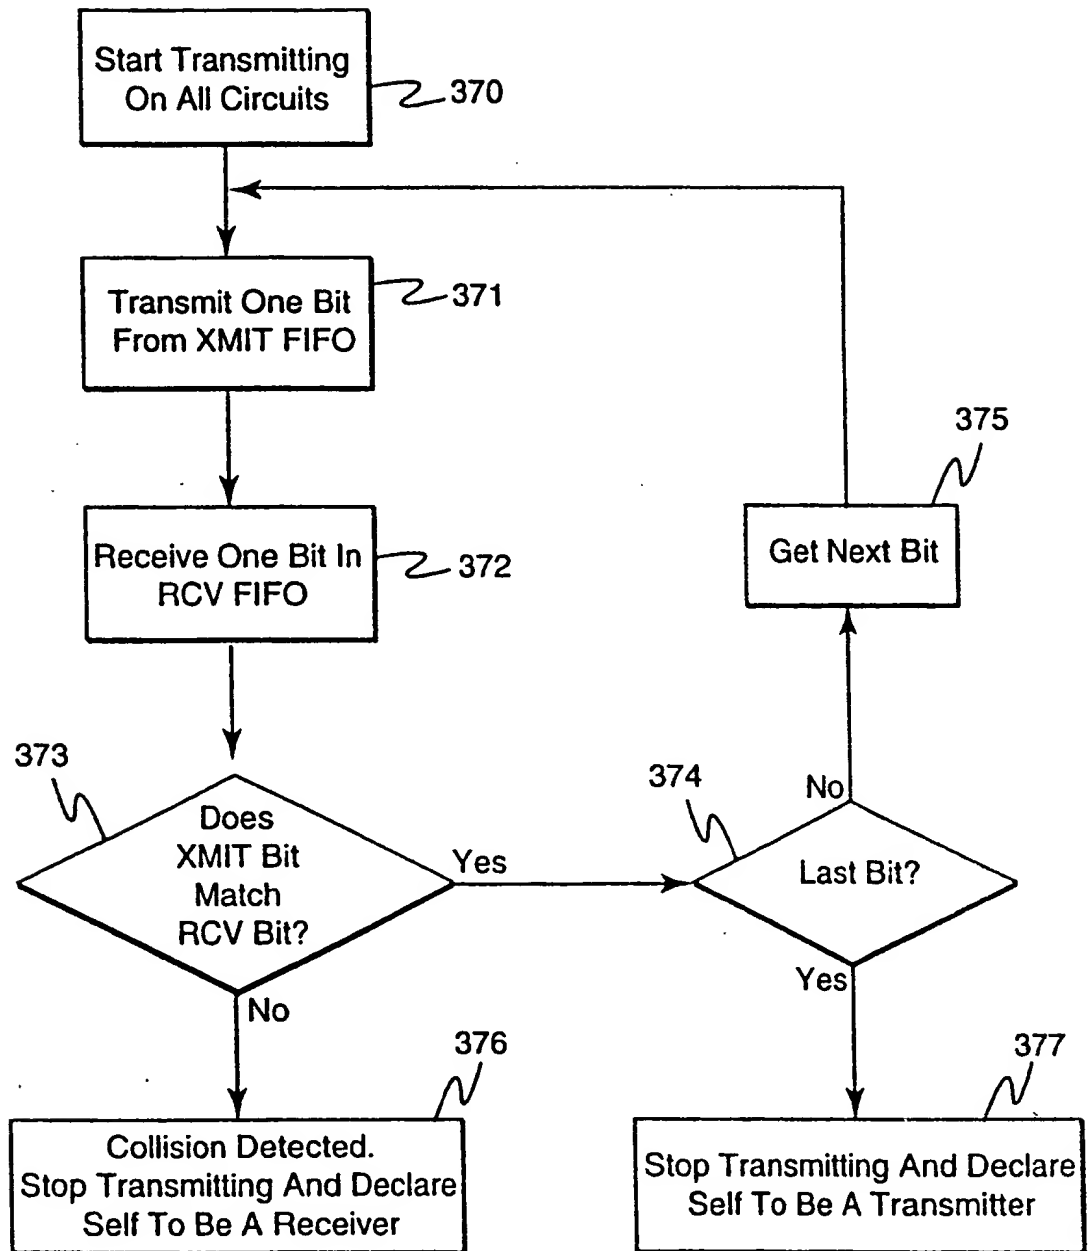 Start Transmitting
On All Circuits
370
Transmit One Bit
From XMIT FIFO
371
375
Get Next Bit
Receive One Bit In
RCV FIFO
372
373
Does
XMIT Bit
Match
RCV Bit?
Yes
No
374
No
Last Bit?
Yes
376
Collision Detected.
Stop Transmitting And Declare
Self To Be A Receiver
377
Stop Transmitting And Declare
Self To Be A Transmitter